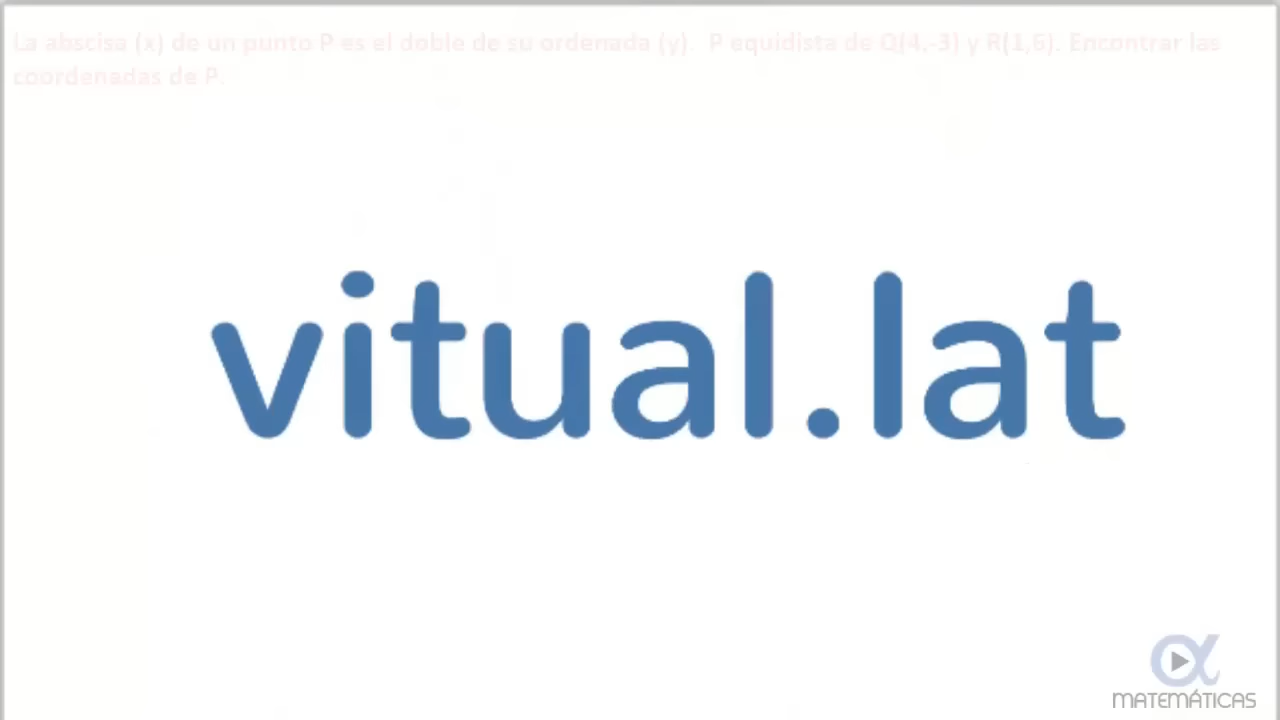 La abscisa (x) de un punto P es el doble de su ordenada (y). P equidista de Q(4,-3) y R(1,6). Encontrar las
coordenadas de P.
vitual.lat
MATEMÁTICAS